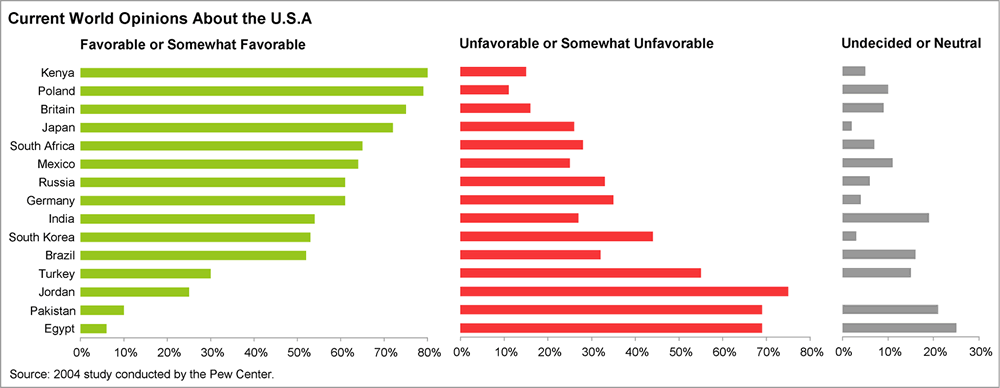 Current World Opinions About the U.S.A
Favorable or Somewhat Favorable
Unfavorable or Somewhat Unfavorable
Undecided or Neutral
Kenya
Poland
Britain
Japan
South Africa
Mexico
Russia
Germany
India
South Korea
Brazil
Turkey
Jordan
Pakistan
Egypt
0% 10% 20% 30% 40% 50% 60% 70% 80%
0% 10% 20% 30% 40% 50% 60% 70% 80%
0% 10% 20% 30%
Source: 2004 study conducted by the Pew Center.